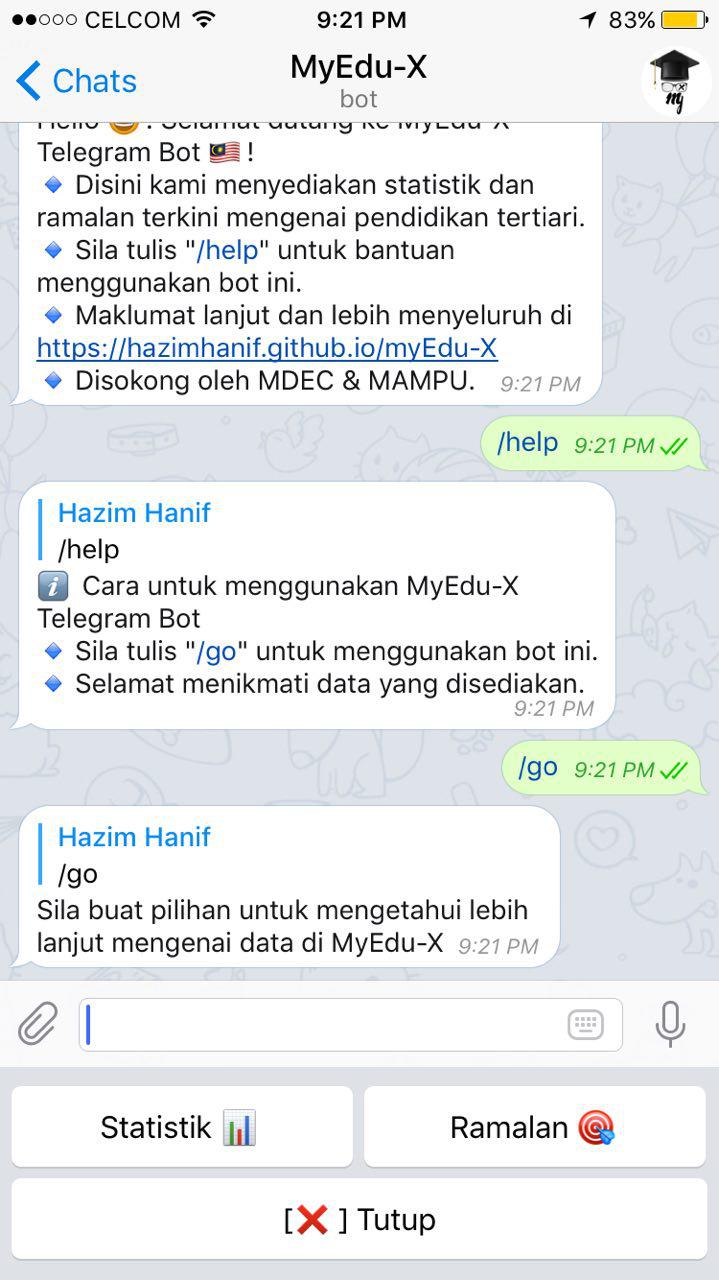 CELCOM 9:21 PM 83%
Chats MyEdu-X
bot
Hello 😄 ! Selamat datang ke MyEdu-X
Telegram Bot 🇲🇾 !
🔹 Disini kami menyediakan statistik dan
ramalan terkini mengenai pendidikan tertiari.
🔹 Sila tulis "/help" untuk bantuan
menggunakan bot ini.
🔹 Maklumat lanjut dan lebih menyeluruh di
https://hazimhanif.github.io/myEdu-X
🔹 Disokong oleh MDEC & MAMPU. 9:21 PM
/help 9:21 PM
Hazim Hanif
/help
ℹ️ Cara untuk menggunakan MyEdu-X
Telegram Bot
🔹 Sila tulis "/go" untuk menggunakan bot ini.
🔹 Selamat menikmati data yang disediakan.
9:21 PM
/go 9:21 PM
Hazim Hanif
/go
Sila buat pilihan untuk mengetahui lebih
lanjut mengenai data di MyEdu-X 9:21 PM
Statistik 📊 Ramalan 🎯
[❌ ] Tutup